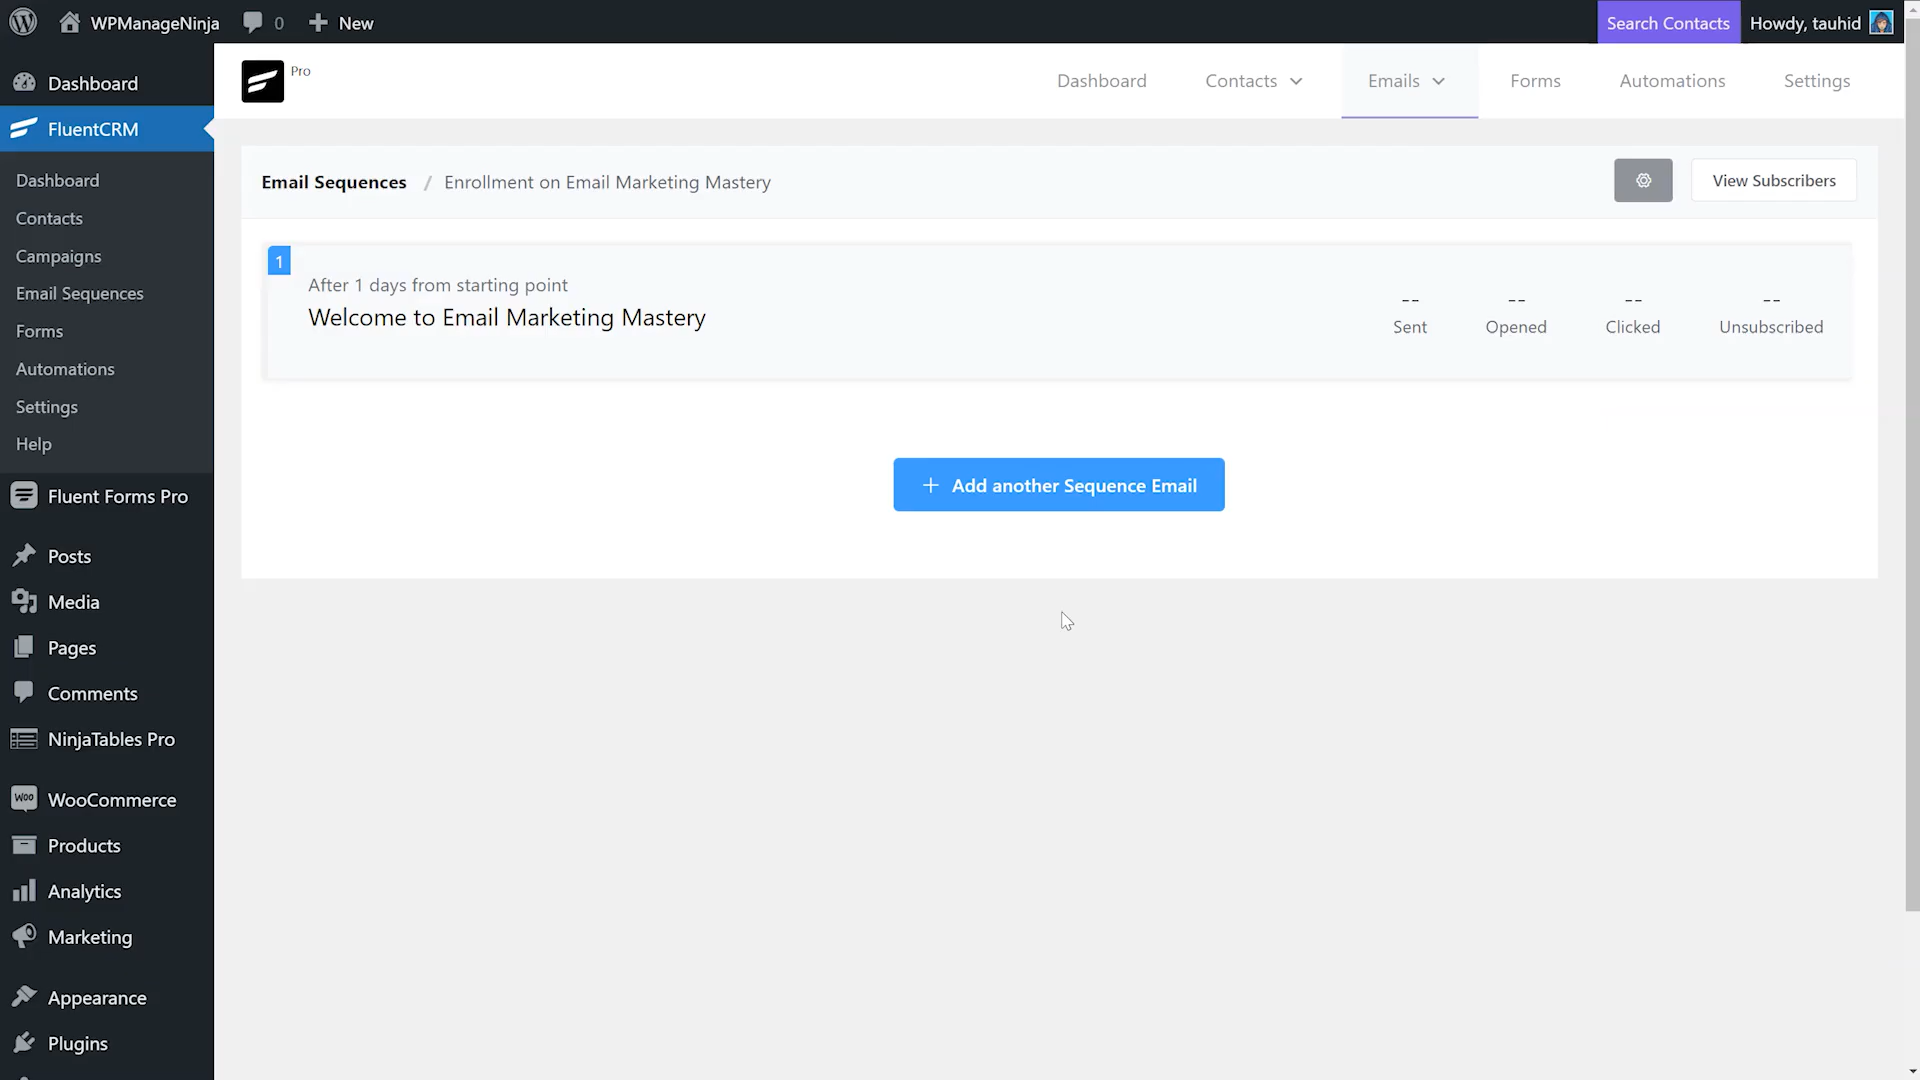 WPManageNinja 0 New Search Contacts Howdy, tauhid
Dashboard
FluentCRM
Dashboard
Contacts
Campaigns
Email Sequences
Forms
Automations
Settings
Help
Fluent Forms Pro
Posts
Media
Pages
Comments
NinjaTables Pro
Woo WooCommerce
Products
Analytics
Marketing
Appearance
Plugins
Pro
Dashboard Contacts Emails Forms Automations Settings
Email Sequences / Enrollment on Email Marketing Mastery View Subscribers
1
After 1 days from starting point
Welcome to Email Marketing Mastery
-- -- -- --
Sent Opened Clicked Unsubscribed
+ Add another Sequence Email